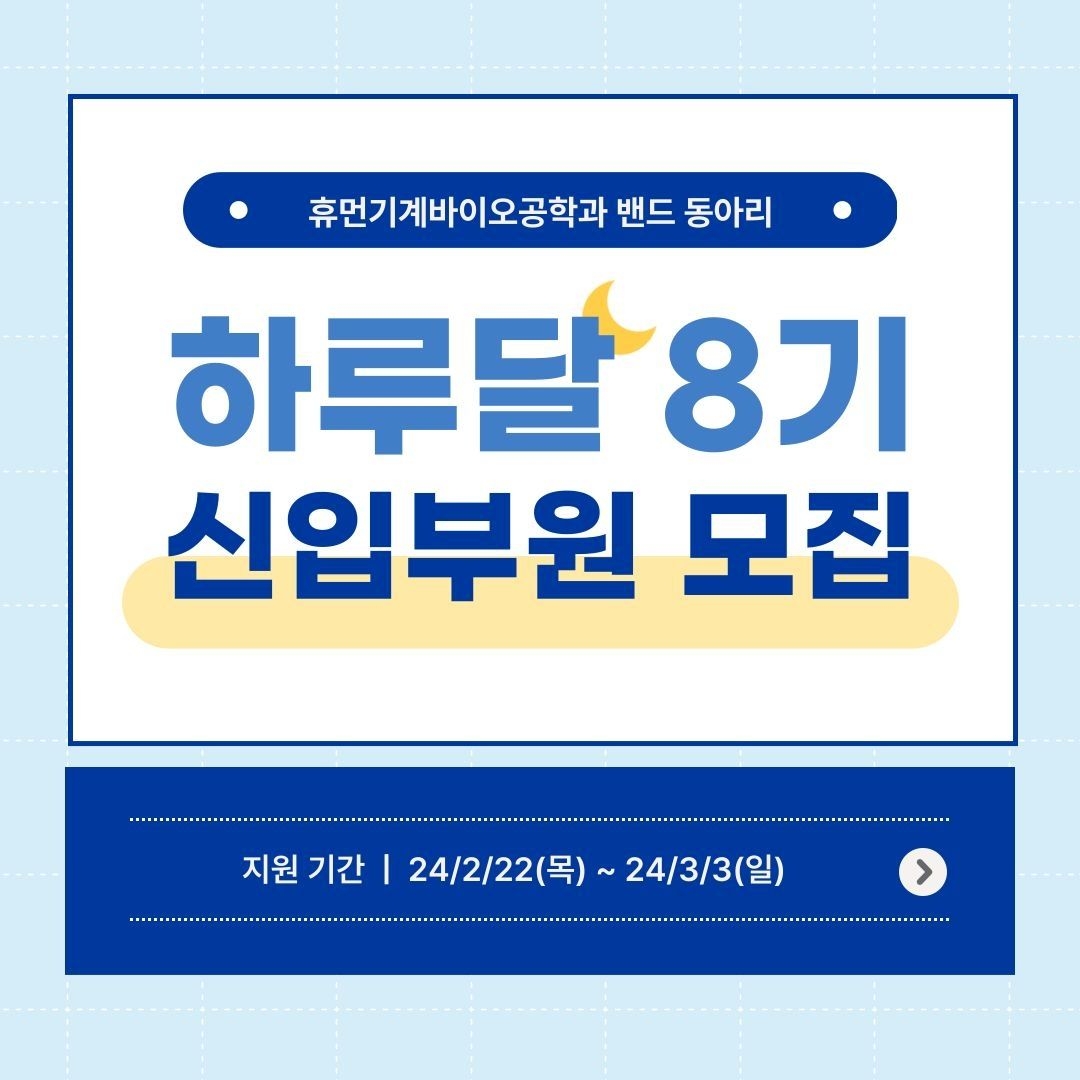 휴먼기계바이오공학과 밴드 동아리
하루달 8기
신입부원 모집
지원 기간 | 24/2/22(목) ~ 24/3/3(일)